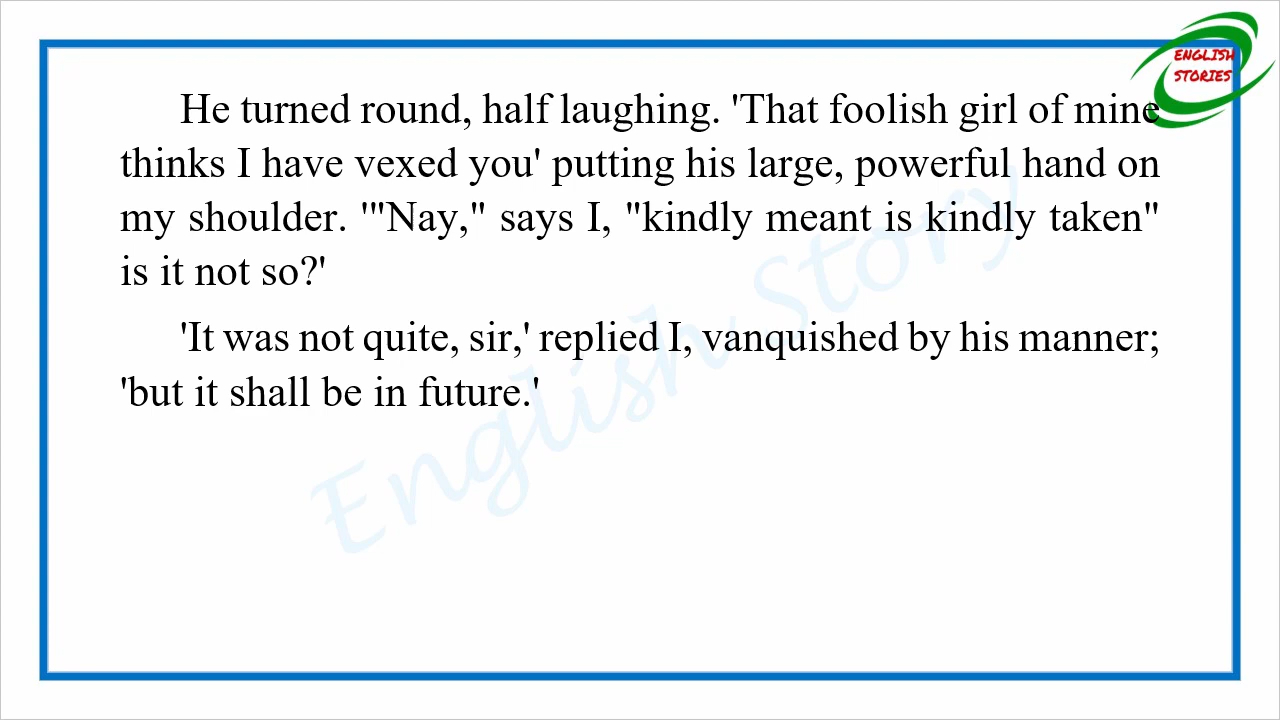 ENGLISH
STORIES
He turned round, half laughing. 'That foolish girl of mine
thinks I have vexed you' putting his large, powerful hand on
my shoulder. '"Nay," says I, "kindly meant is kindly taken"
is it not so?'
'It was not quite, sir,' replied I, vanquished by his manner;
'but it shall be in future.'
English Story